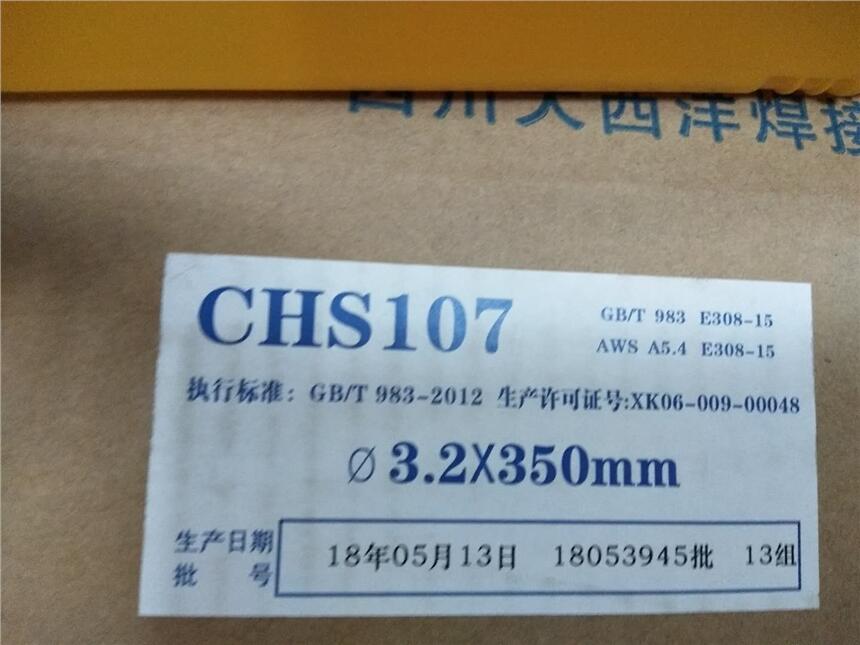 四川大西洋焊接
CHS107
GB/T 983 E308-15
AWS A5.4 E308-15
执行标准: GB/T 983-2012 生产许可证号:XK06-009-00048
∅ 3.2X350mm
生产日期
批 号
18年05月13日 18053945批 13组